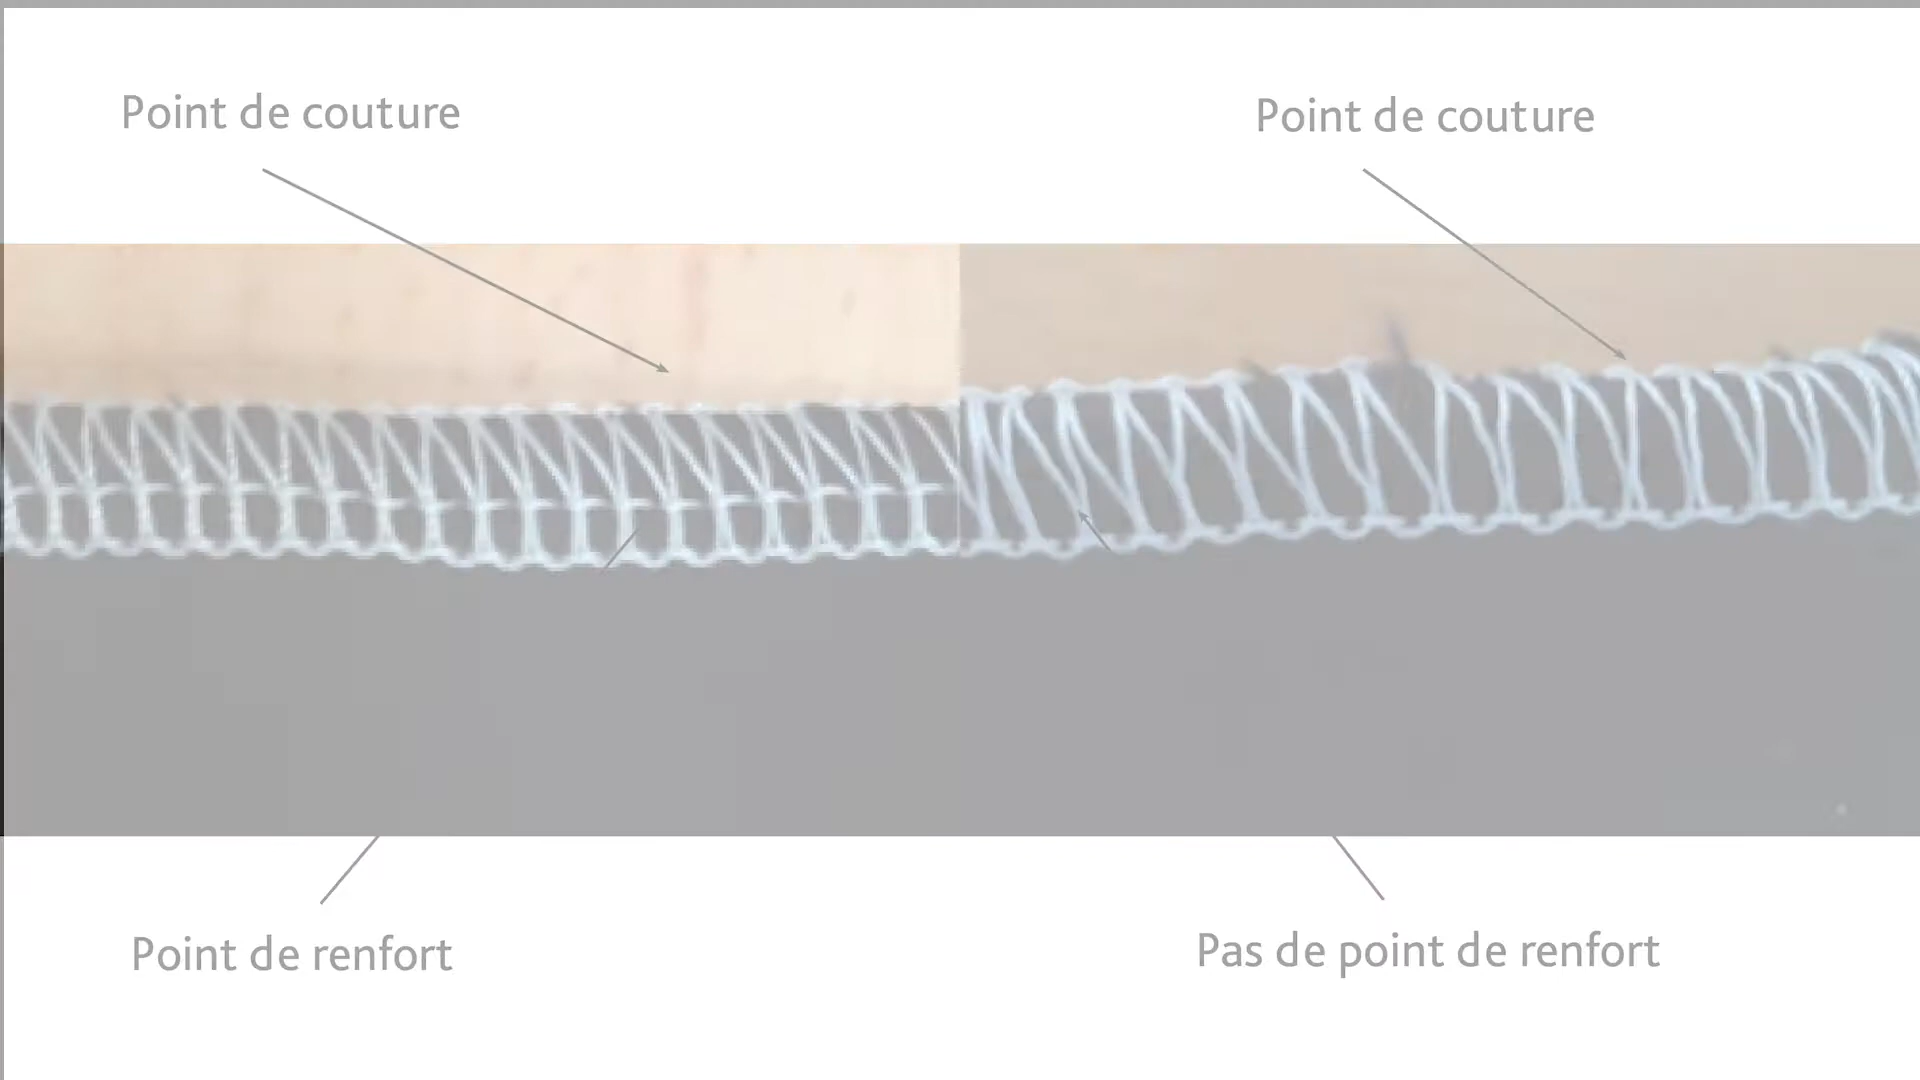 Point de couture
Point de couture
Point de renfort
Pas de point de renfort